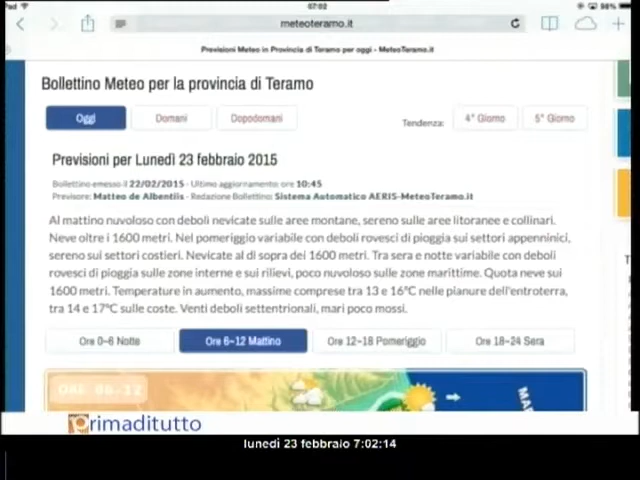 iPad
07:02
98%
meteoteramo.it
Previsioni Meteo in Provincia di Teramo per oggi - MeteoTeramo.it
Bollettino Meteo per la provincia di Teramo
Oggi
Domani
Dopodomani
Tendenza:
4° Giorno
5° Giorno
Previsioni per Lunedì 23 febbraio 2015
Bollettino emesso il 22/02/2015 - Ultimo aggiornamento: ore 10:45
Previsore: Matteo de Albentiis - Redazione Bollettino: Sistema Automatico AERIS-MeteoTeramo.it
Al mattino nuvoloso con deboli nevicate sulle aree montane, sereno sulle aree litoranee e collinari.
Neve oltre i 1600 metri. Nel pomeriggio variabile con deboli rovesci di pioggia sui settori appenninici,
sereno sui settori costieri. Nevicate al di sopra dei 1600 metri. Tra sera e notte variabile con deboli
rovesci di pioggia sulle zone interne e sui rilievi, poco nuvoloso sulle zone marittime. Quota neve sui
1600 metri. Temperature in aumento, massime comprese tra 13 e 16°C nelle pianure dell'entroterra,
tra 14 e 17°C sulle coste. Venti deboli settentrionali, mari poco mossi.
Ore 0-6 Notte
Ore 6-12 Mattino
Ore 12-18 Pomeriggio
Ore 18-24 Sera
ORE 06-12
MAR
primaditutto
lunedì 23 febbraio 7:02:14